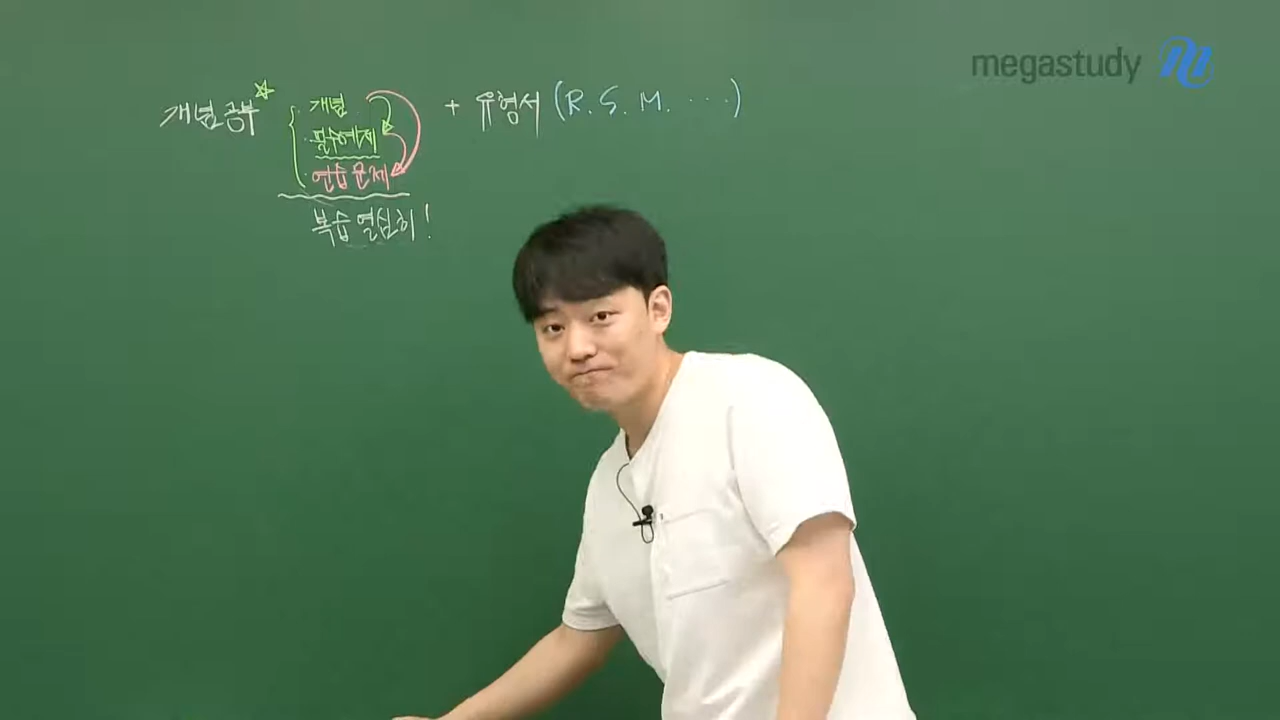 megastudy
개념 공부 + 유형서 (R. S. M. ....)
개념
필수예제
연습문제
복습 열심히!